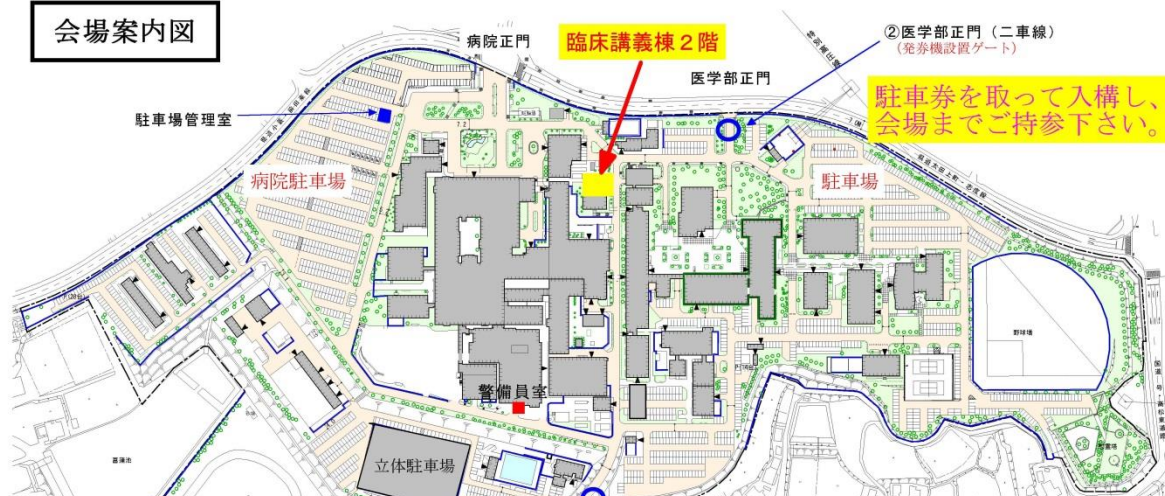 会場案内図
病院正門
臨床講義棟２階
医学部正門
②医学部正門（二車線）
(発券機設置ゲート)
駐車券を取って入構し、
会場までご持参下さい。
駐車場管理室
病院駐車場
駐車場
野球場
警備員室
立体駐車場
菖蒲池